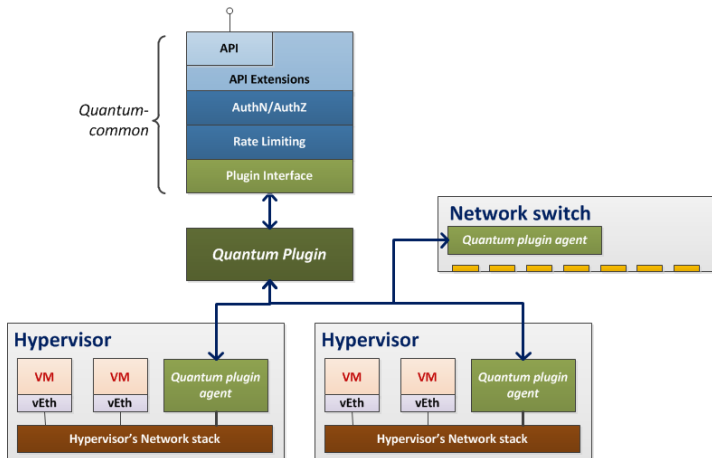 API
API Extensions
Quantum-
common
AuthN/AuthZ
Rate Limiting
Plugin Interface
Network switch
Quantum plugin agent
Quantum Plugin
Hypervisor
VM
VM
Quantum plugin
agent
vEth
vEth
Hypervisor's Network stack
Hypervisor
VM
VM
Quantum plugin
agent
vEth
vEth
Hypervisor's Network stack